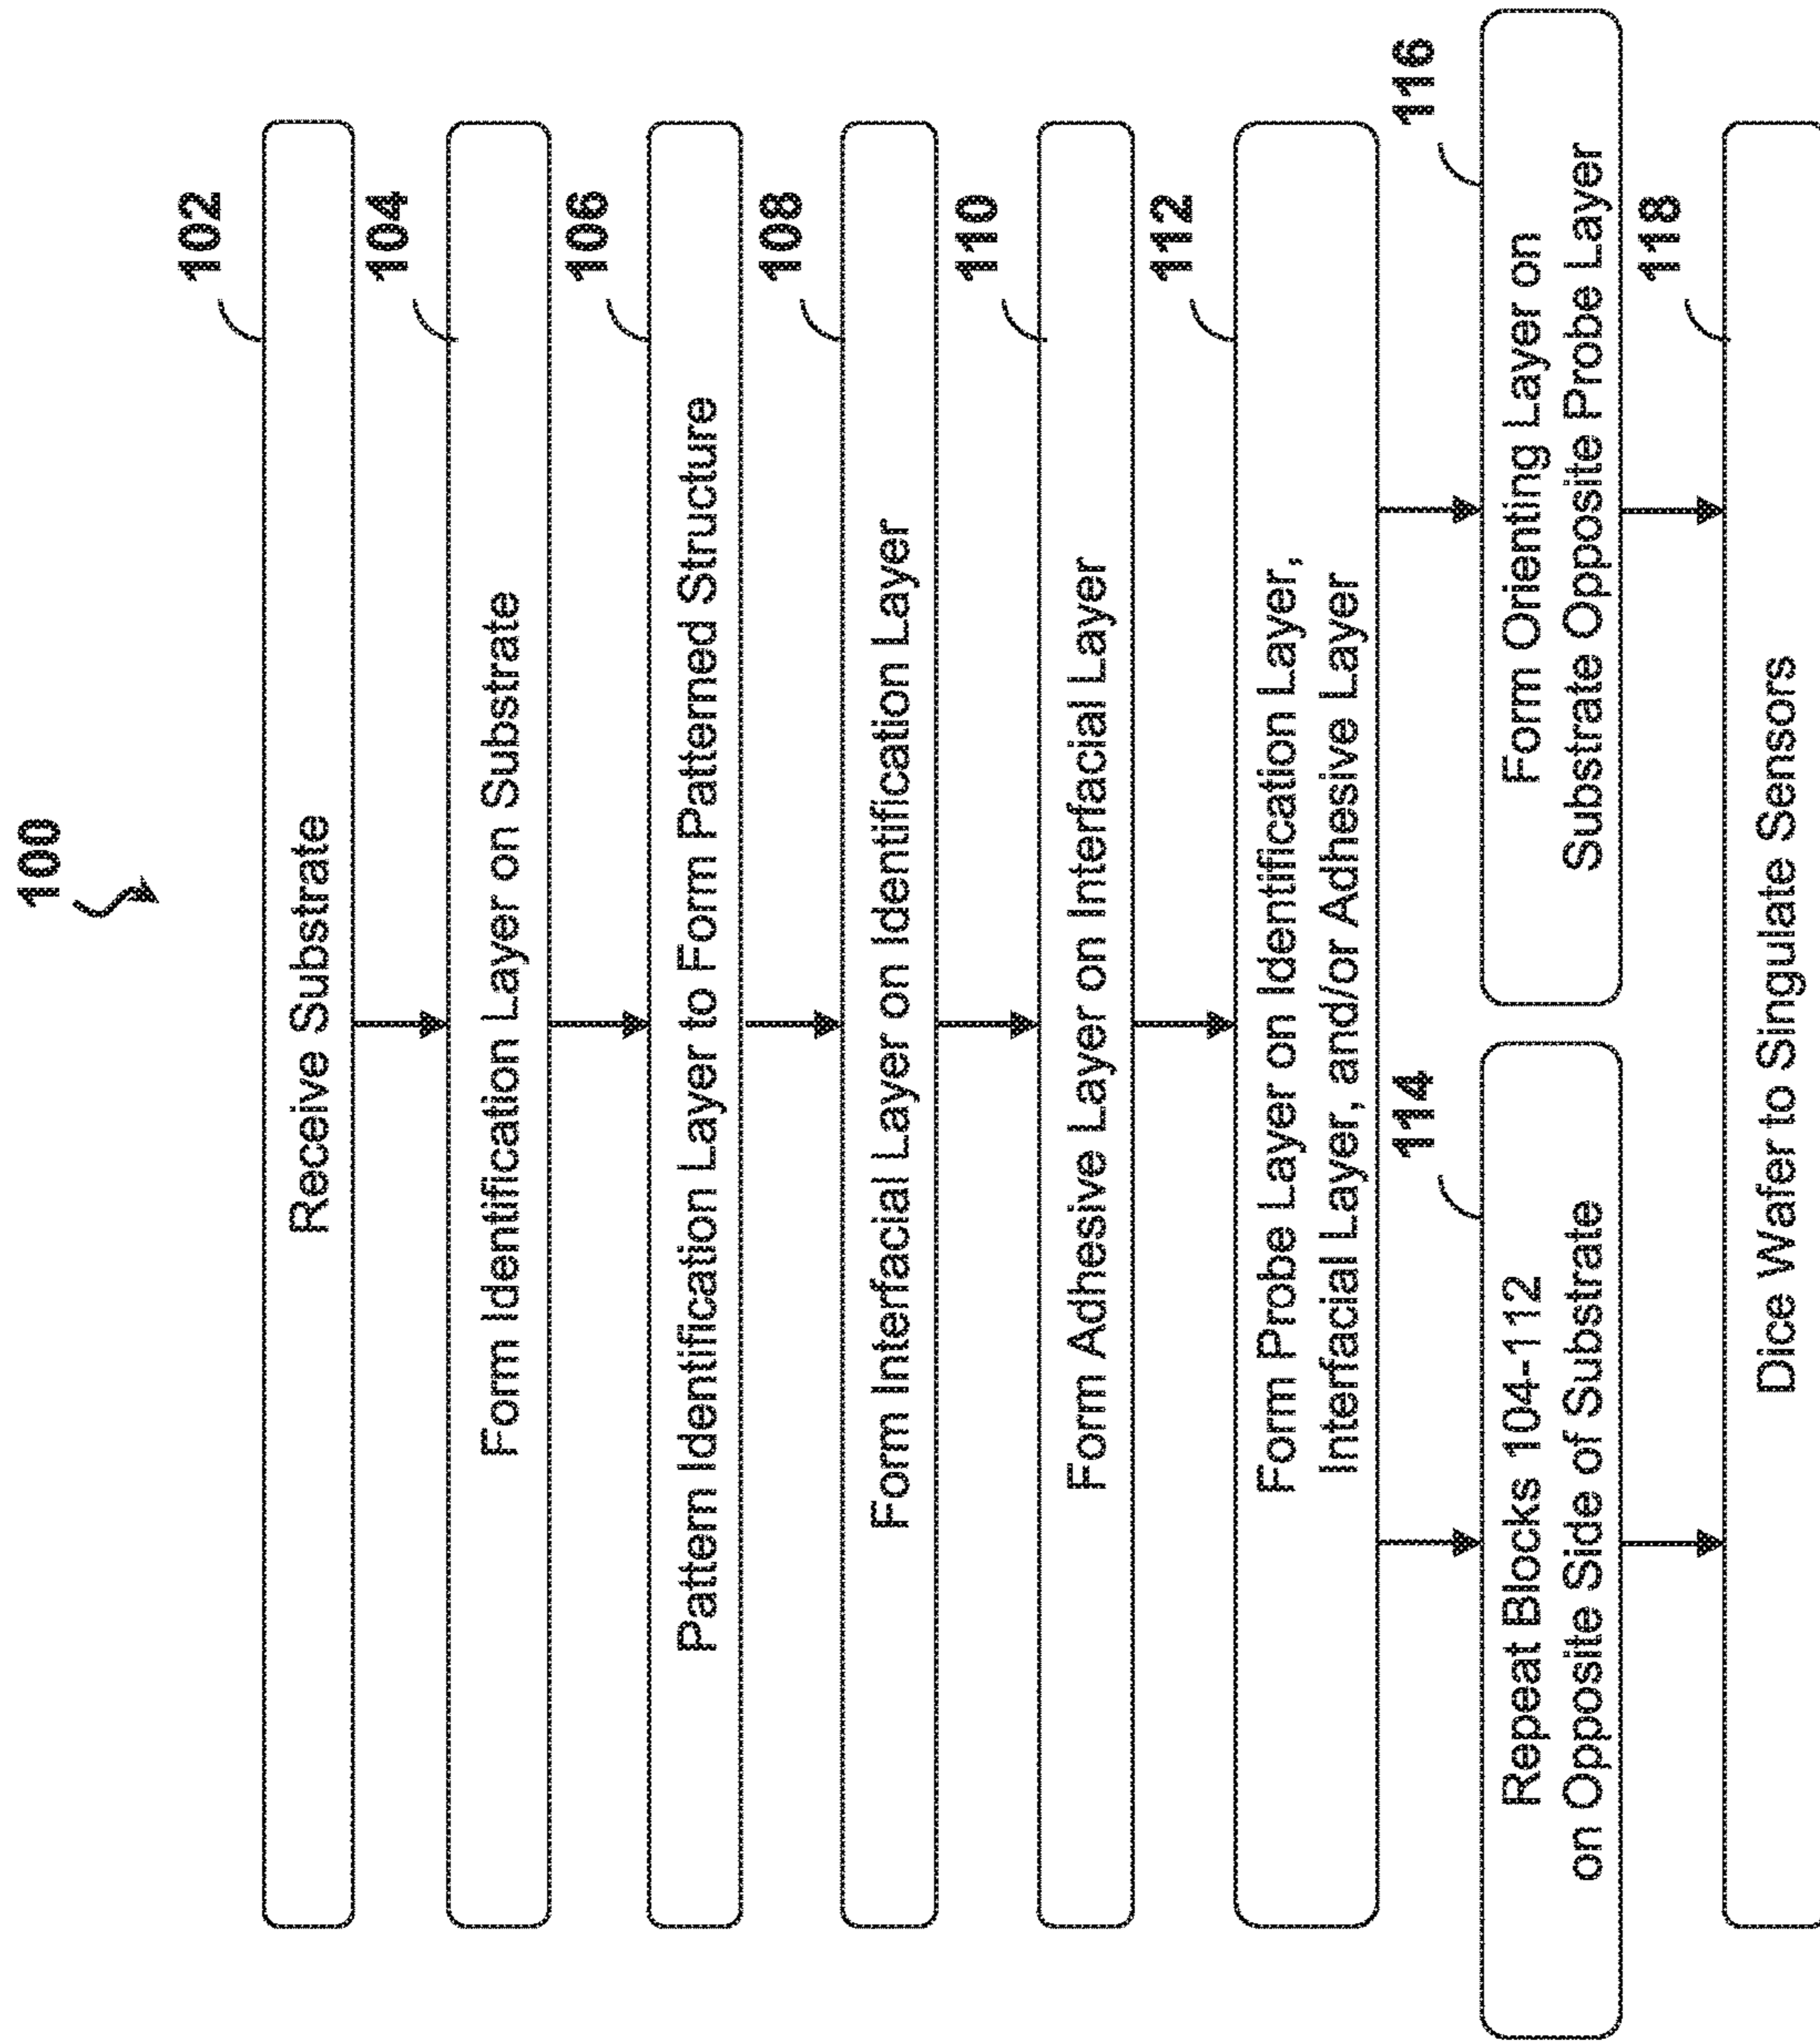 100
102
Receive Substrate
104
Form Identification Layer on Substrate
106
Pattern Identification Layer to Form Patterned Structure
108
Form Interfacial Layer on Identification Layer
110
Form Adhesive Layer on Interfacial Layer
112
Form Probe Layer on Identification Layer,
Interfacial Layer, and/or Adhesive Layer
114
Repeat Blocks 104-112
on Opposite Side of Substrate
116
Form Orienting Layer on
Substrate Opposite Probe Layer
118
Dice Wafer to Singulate Sensors